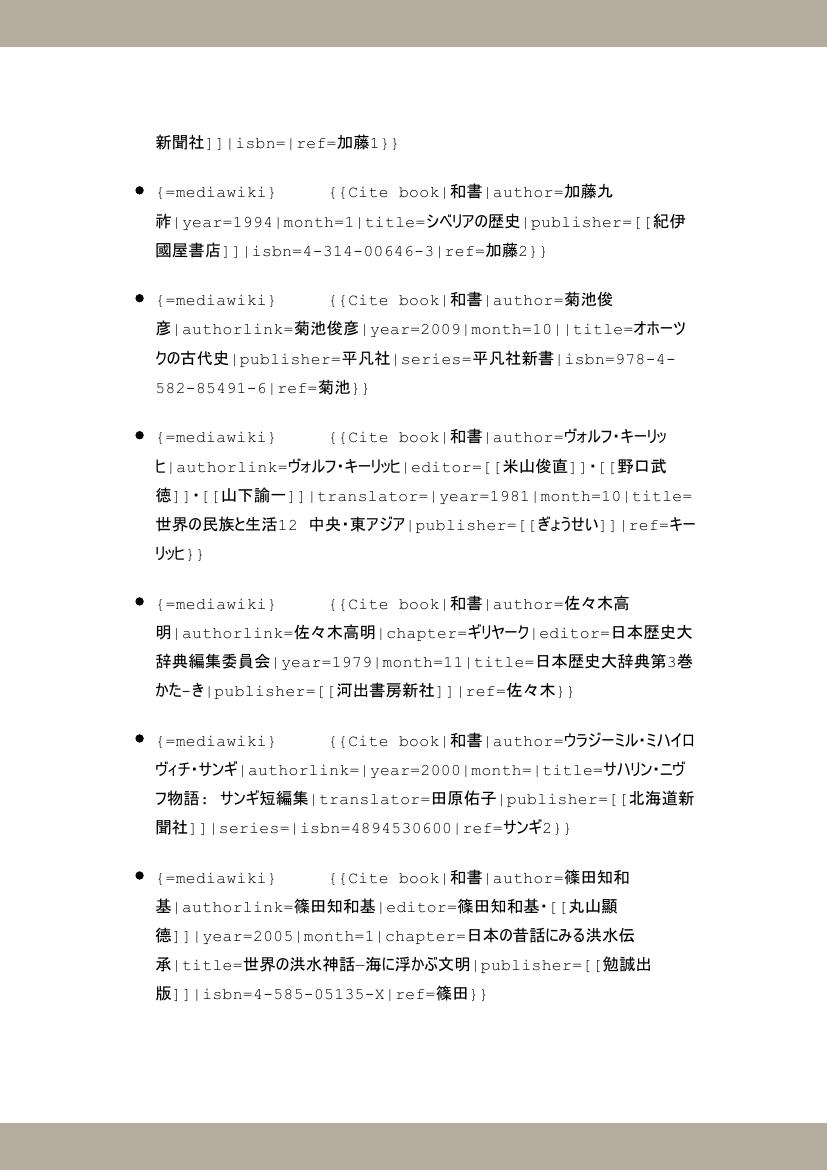 新聞社]]|isbn=|ref=加藤1}}
● {=mediawiki} {{Cite book|和書|author=加藤九
祚|year=1994|month=1|title=シベリアの歴史|publisher=[[紀伊
國屋書店]]|isbn=4-314-00646-3|ref=加藤2}}
● {=mediawiki} {{Cite book|和書|author=菊池俊
彦|authorlink=菊池俊彦|year=2009|month=10||title=オホーツ
クの古代史|publisher=平凡社|series=平凡社新書|isbn=978-4-
582-85491-6|ref=菊池}}
● {=mediawiki} {{Cite book|和書|author=ヴォルフ・キーリッ
ヒ|authorlink=ヴォルフ・キーリッヒ|editor=[[米山俊直]]・[[野口武
徳]]・[[山下諭一]]|translator=|year=1981|month=10|title=
世界の民族と生活12 中央・東アジア|publisher=[[ぎょうせい]]|ref=キー
リッヒ}}
● {=mediawiki} {{Cite book|和書|author=佐々木高
明|authorlink=佐々木高明|chapter=ギリヤーク|editor=日本歴史大
辞典編集委員会|year=1979|month=11|title=日本歴史大辞典第3巻
かた-き|publisher=[[河出書房新社]]|ref=佐々木}}
● {=mediawiki} {{Cite book|和書|author=ウラジーミル・ミハイロ
ヴィチ・サンギ|authorlink=|year=2000|month=|title=サハリン・ニヴ
フ物語: サンギ短編集|translator=田原佑子|publisher=[[北海道新
聞社]]|series=|isbn=4894530600|ref=サンギ2}}
● {=mediawiki} {{Cite book|和書|author=篠田知和
基|authorlink=篠田知和基|editor=篠田知和基・[[丸山顯
德]]|year=2005|month=1|chapter=日本の昔話にみる洪水伝
承|title=世界の洪水神話―海に浮かぶ文明|publisher=[[勉誠出
版]]|isbn=4-585-05135-X|ref=篠田}}